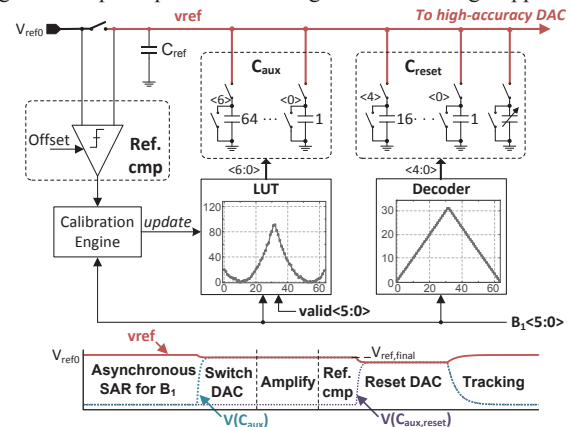 To high-accuracy DAC
Vref0
vref
Cref
Caux
Creset
<6>
<0>
<4>
<0>
64 ··· 1
16 ··· 1
Offset
Ref. cmp
<6:0>
<4:0>
LUT
Decoder
Calibration Engine
update
120
80
40
0
0 20 40 60
40
30
20
10
0
0 20 40 60
valid<5:0>
B1<5:0>
vref
Vref0
Vref,final
Asynchronous SAR for B1
Switch DAC
Amplify
Ref. cmp
Reset DAC
Tracking
V(Caux)
V(Caux,reset)